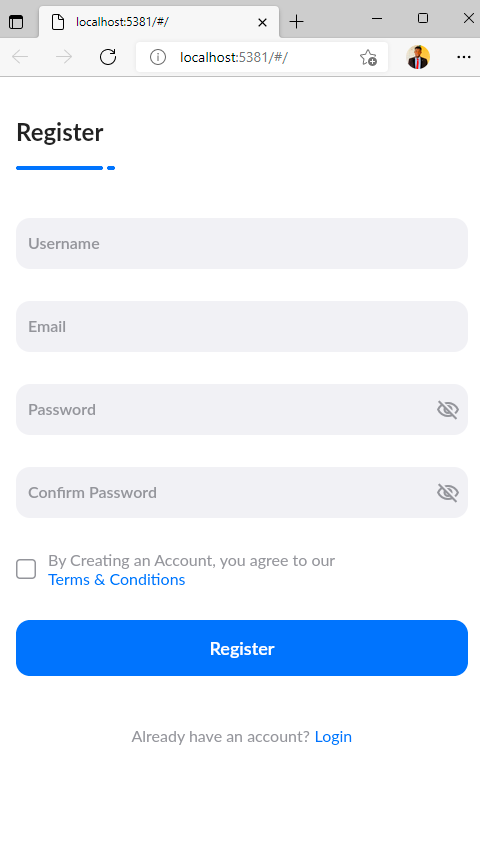 localhost:5381/#/
localhost:5381/#/
Register
Username
Email
Password
Confirm Password
By Creating an Account, you agree to our
Terms & Conditions
Register
Already have an account? Login